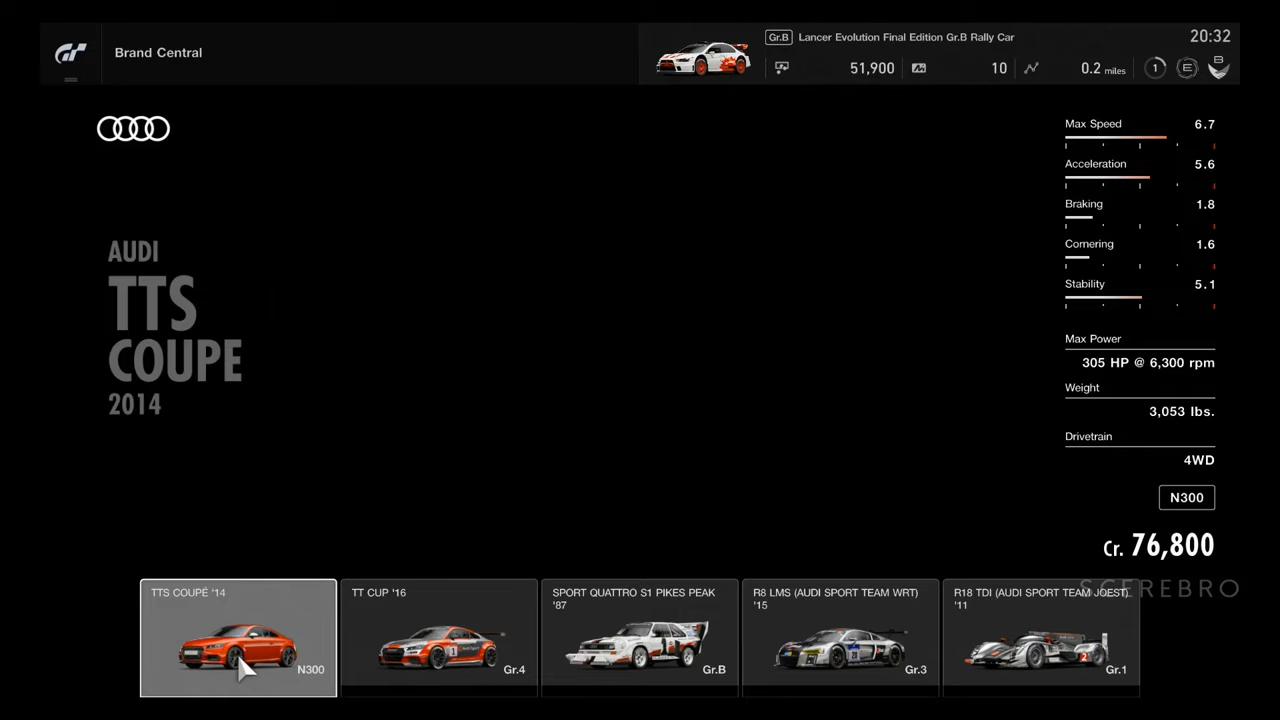 Brand Central
Gr.B Lancer Evolution Final Edition Gr.B Rally Car
20:32
51,900
10
0.2 miles
1
E
B
AUDI
TTS
COUPE
2014
Max Speed 6.7
Acceleration 5.6
Braking 1.8
Cornering 1.6
Stability 5.1
Max Power
305 HP @ 6,300 rpm
Weight
3,053 lbs.
Drivetrain
4WD
N300
Cr. 76,800
SCEREBRO
TTS COUPÉ '14
N300
TT CUP '16
Gr.4
SPORT QUATTRO S1 PIKES PEAK
'87
Gr.B
R8 LMS (AUDI SPORT TEAM WRT)
'15
Gr.3
R18 TDI (AUDI SPORT TEAM JOEST)
'11
Gr.1